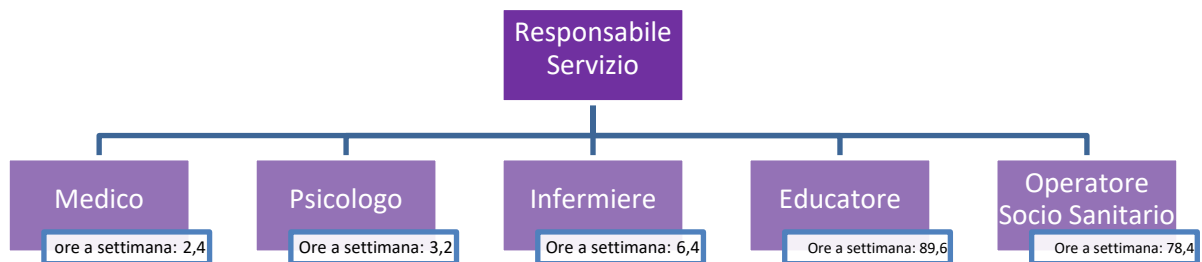 Responsabile
Servizio
Medico
ore a settimana: 2,4
Psicologo
Ore a settimana: 3,2
Infermiere
Ore a settimana: 6,4
Educatore
Ore a settimana: 89,6
Operatore
Socio Sanitario
Ore a settimana: 78,4